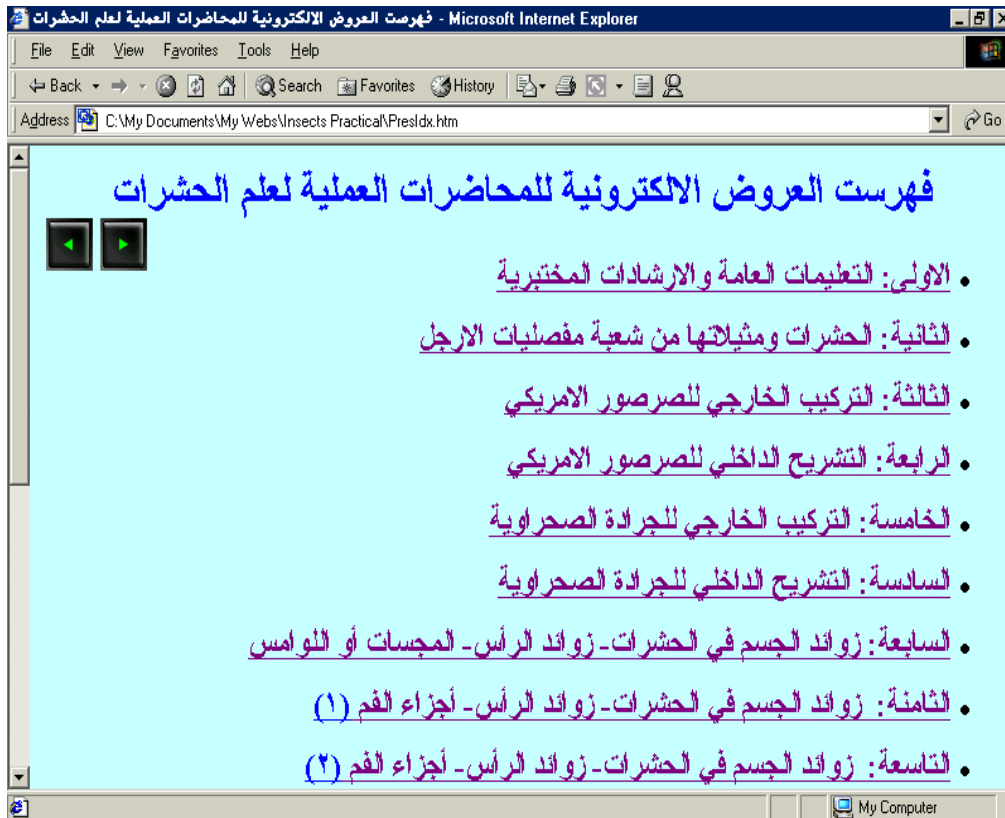 فهرست العروض الالكترونية للمحاضرات العملية لعلم الحشرات - Microsoft Internet Explorer
File Edit View Favorites Tools Help
Back Search Favorites History
Address C:\My Documents\My Webs\Insects Practical\PresIdx.htm Go
فهرست العروض الالكترونية للمحاضرات العملية لعلم الحشرات
• الاولى: التعليمات العامة والارشادات المختبرية
• الثانية: الحشرات ومثيلاتها من شعبة مفصليات الارجل
• الثالثة: التركيب الخارجي للصرصور الامريكي
• الرابعة: التشريح الداخلي للصرصور الامريكي
• الخامسة: التركيب الخارجي للجرادة الصحراوية
• السادسة: التشريح الداخلي للجرادة الصحراوية
• السابعة: زوائد الجسم في الحشرات- زوائد الرأس- المجسات أو اللوامس
• الثامنة: زوائد الجسم في الحشرات- زوائد الرأس- أجزاء الفم (١)
• التاسعة: زوائد الجسم في الحشرات- زوائد الرأس- أجزاء الفم (٢)
My Computer